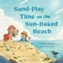 Sand-Play
Time on the
Sun-Baked
Beach